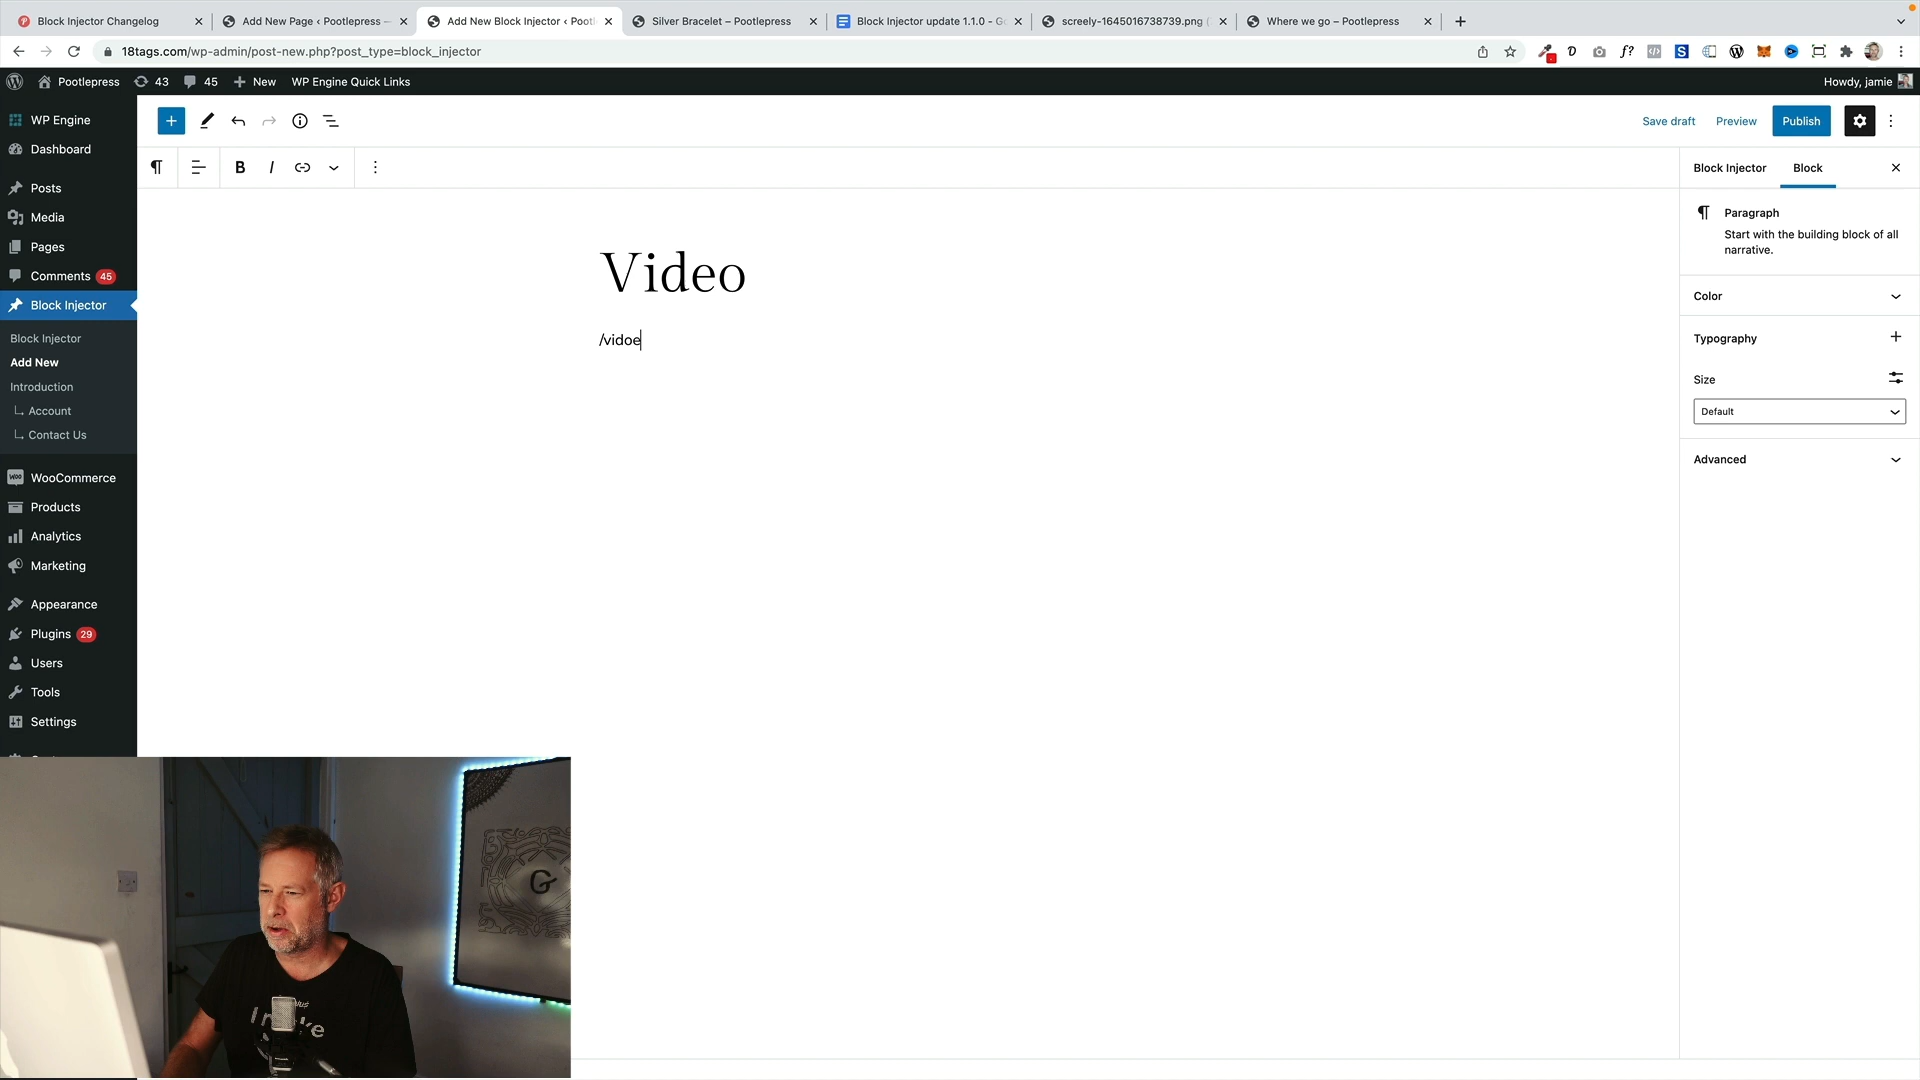 Block Injector Changelog
Add New Page ‹ Pootlepress —
Add New Block Injector ‹ Pootl
Silver Bracelet – Pootlepress
Block Injector update 1.1.0 - Go
screely-1645016738739.png (
Where we go – Pootlepress
18tags.com/wp-admin/post-new.php?post_type=block_injector
Pootlepress 43 45 New WP Engine Quick Links Howdy, jamie
WP Engine
Dashboard
Posts
Media
Pages
Comments 45
Block Injector
Block Injector
Add New
Introduction
Account
Contact Us
WooCommerce
Products
Analytics
Marketing
Appearance
Plugins 29
Users
Tools
Settings
Save draft Preview Publish
B I
Video
/vidoe
Block Injector Block
Paragraph
Start with the building block of all
narrative.
Color
Typography
Size
Default
Advanced
G